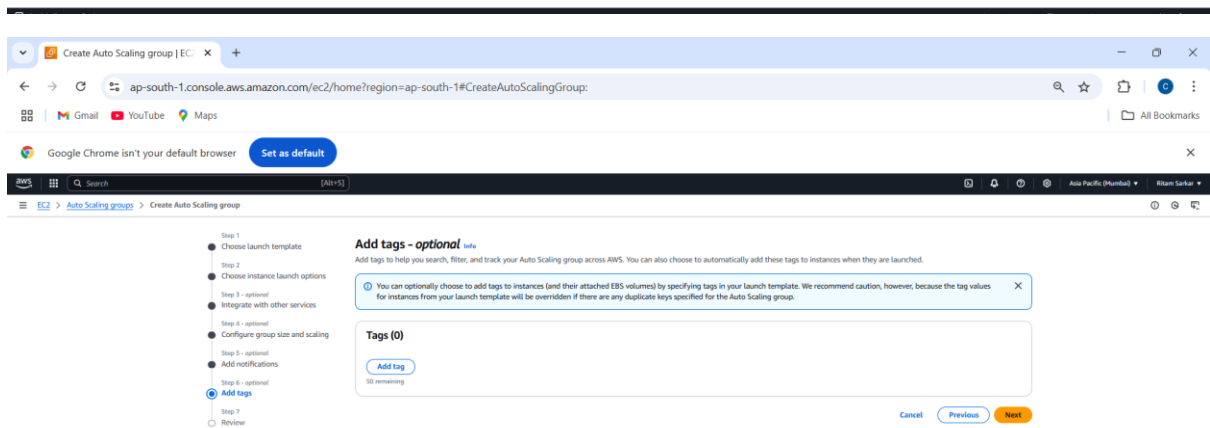 Create Auto Scaling group | EC2
ap-south-1.console.aws.amazon.com/ec2/home?region=ap-south-1#CreateAutoScalingGroup:
Gmail YouTube Maps All Bookmarks
Google Chrome isn't your default browser Set as default
aws Search [Alt+S] Asia Pacific (Mumbai) Ritam Sarkar
EC2 > Auto Scaling groups > Create Auto Scaling group
Step 1
Choose launch template
Step 2
Choose instance launch options
Step 3 - optional
Integrate with other services
Step 4 - optional
Configure group size and scaling
Step 5 - optional
Add notifications
Step 6 - optional
Add tags
Step 7
Review
Add tags - optional Info
Add tags to help you search, filter, and track your Auto Scaling group across AWS. You can also choose to automatically add these tags to instances when they are launched.
You can optionally choose to add tags to instances (and their attached EBS volumes) by specifying tags in your launch template. We recommend caution, however, because the tag values
for instances from your launch template will be overridden if there are any duplicate keys specified for the Auto Scaling group.
Tags (0)
Add tag
50 remaining
Cancel Previous Next